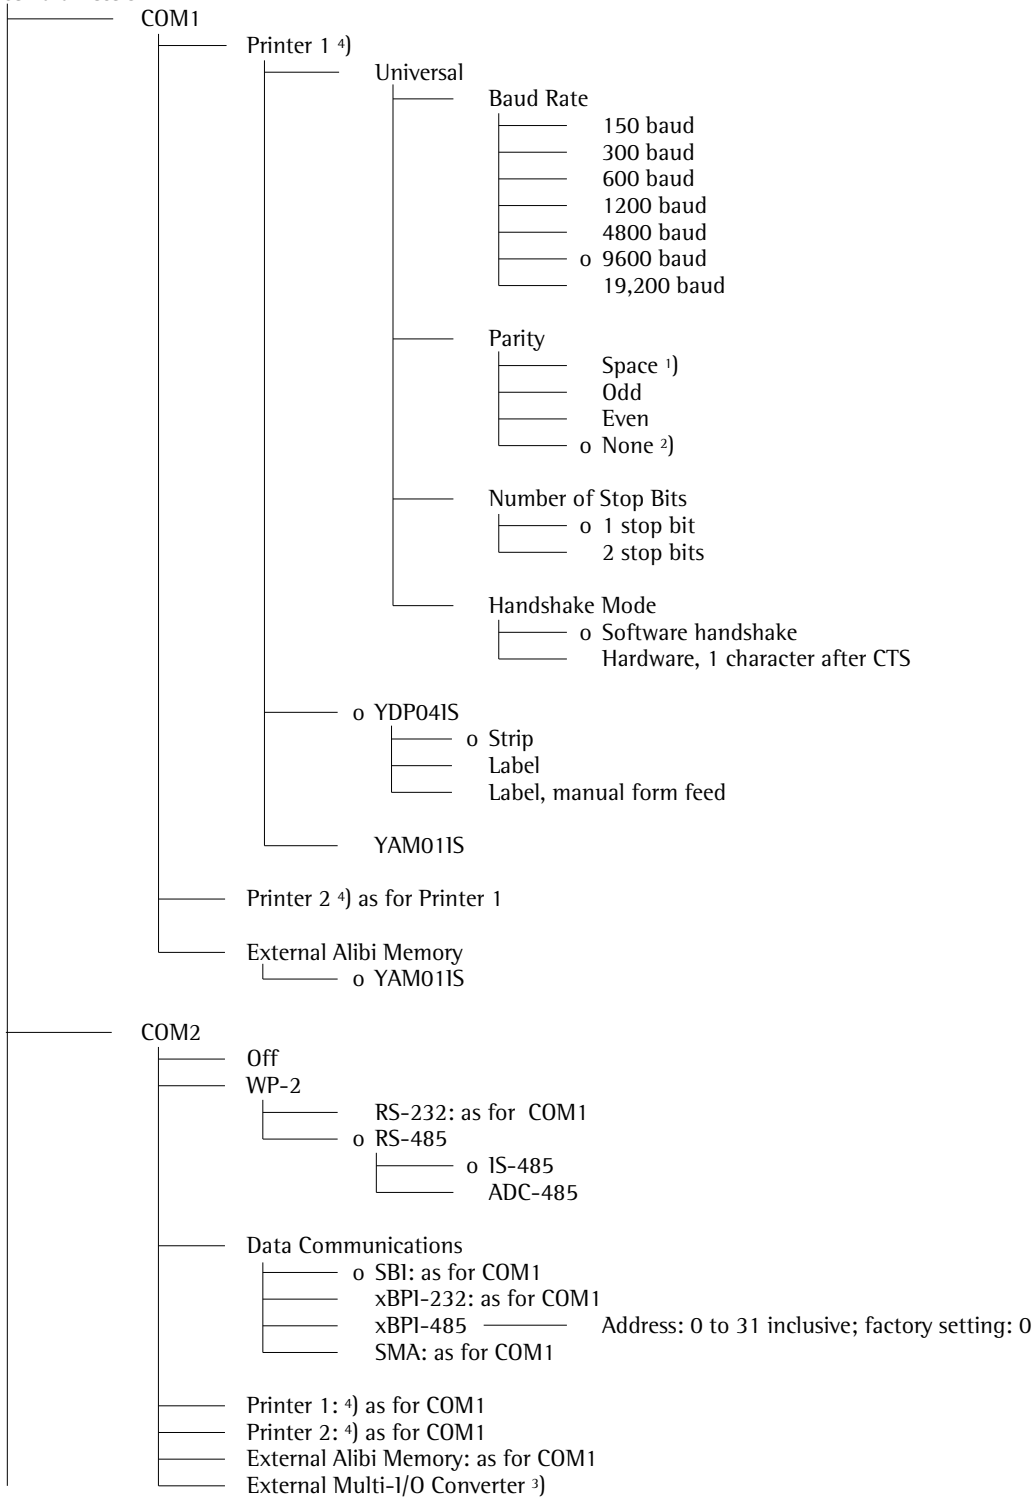 COM1
Printer 1 4)
Universal
Baud Rate
150 baud
300 baud
600 baud
1200 baud
4800 baud
o 9600 baud
19,200 baud
Parity
Space 1)
Odd
Even
o None 2)
Number of Stop Bits
o 1 stop bit
2 stop bits
Handshake Mode
o Software handshake
Hardware, 1 character after CTS
o YDP04IS
o Strip
Label
Label, manual form feed
YAM01IS
Printer 2 4) as for Printer 1
External Alibi Memory
o YAM01IS
COM2
Off
WP-2
RS-232: as for COM1
o RS-485
o IS-485
ADC-485
Data Communications
o SBI: as for COM1
xBPI-232: as for COM1
xBPI-485 Address: 0 to 31 inclusive; factory setting: 0
SMA: as for COM1
Printer 1: 4) as for COM1
Printer 2: 4) as for COM1
External Alibi Memory: as for COM1
External Multi-I/O Converter 3)